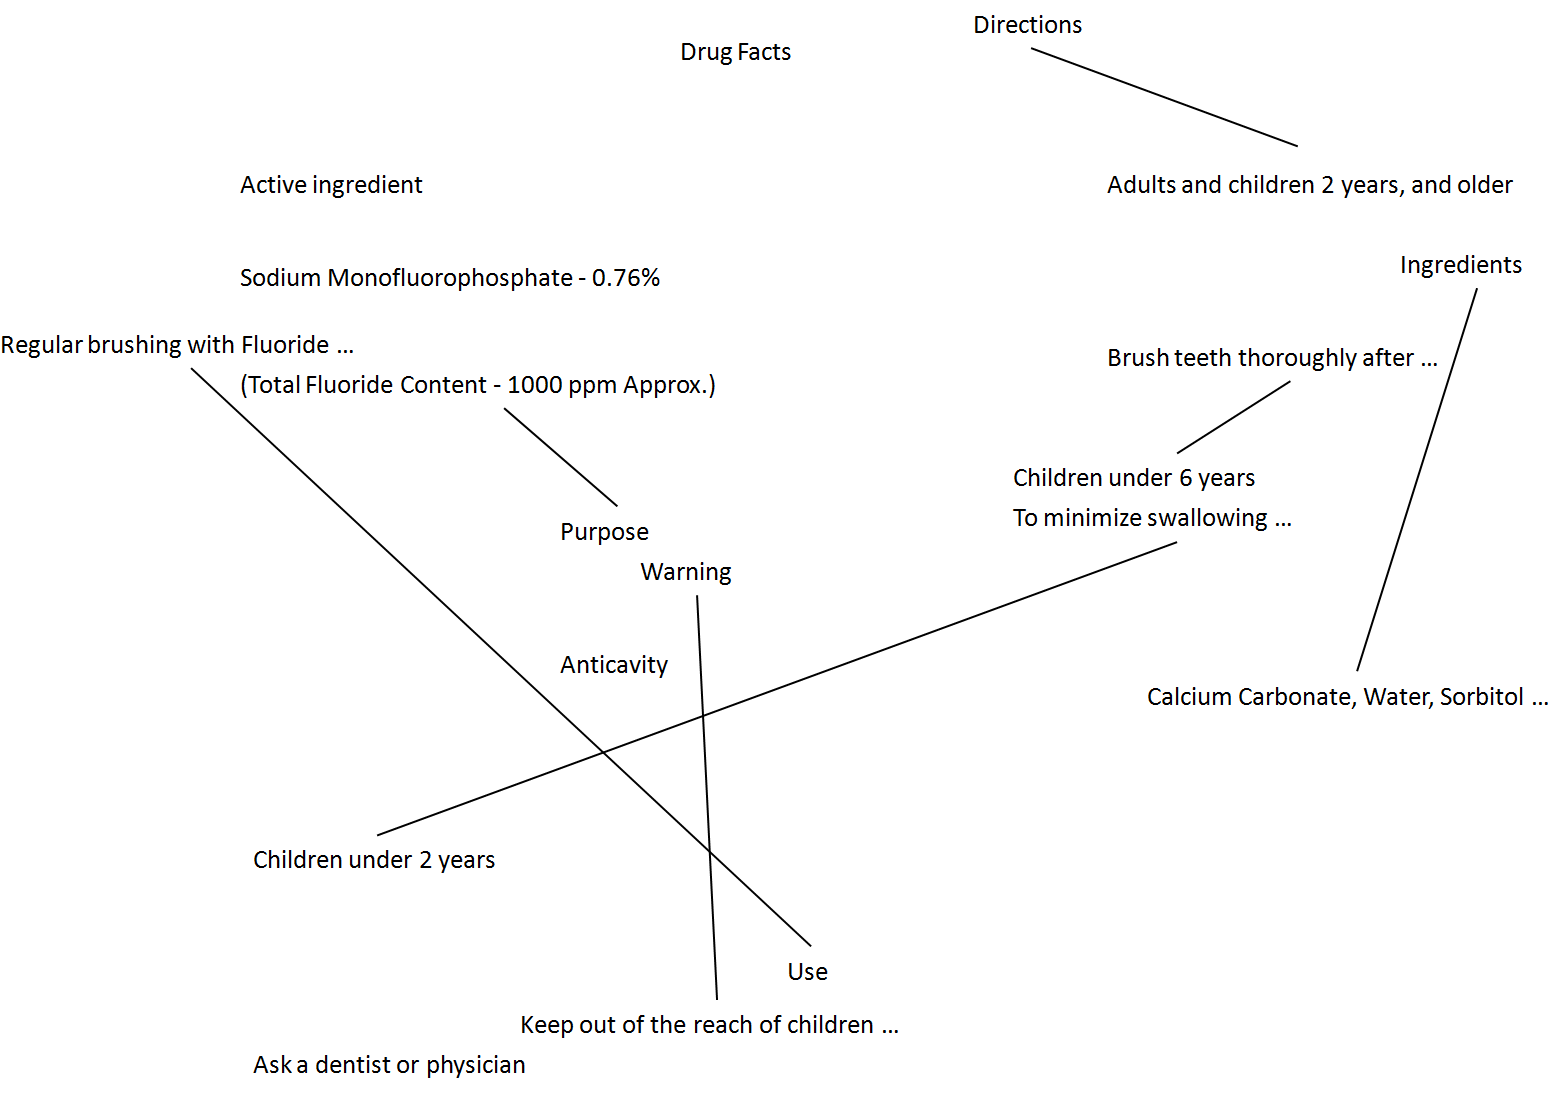 Directions
Drug Facts
Active ingredient
Adults and children 2 years, and older
Ingredients
Sodium Monofluorophosphate - 0.76%
Regular brushing with Fluoride ...
Brush teeth thoroughly after ...
(Total Fluoride Content - 1000 ppm Approx.)
Children under 6 years
To minimize swallowing ...
Purpose
Warning
Anticavity
Calcium Carbonate, Water, Sorbitol ...
Children under 2 years
Use
Keep out of the reach of children ...
Ask a dentist or physician